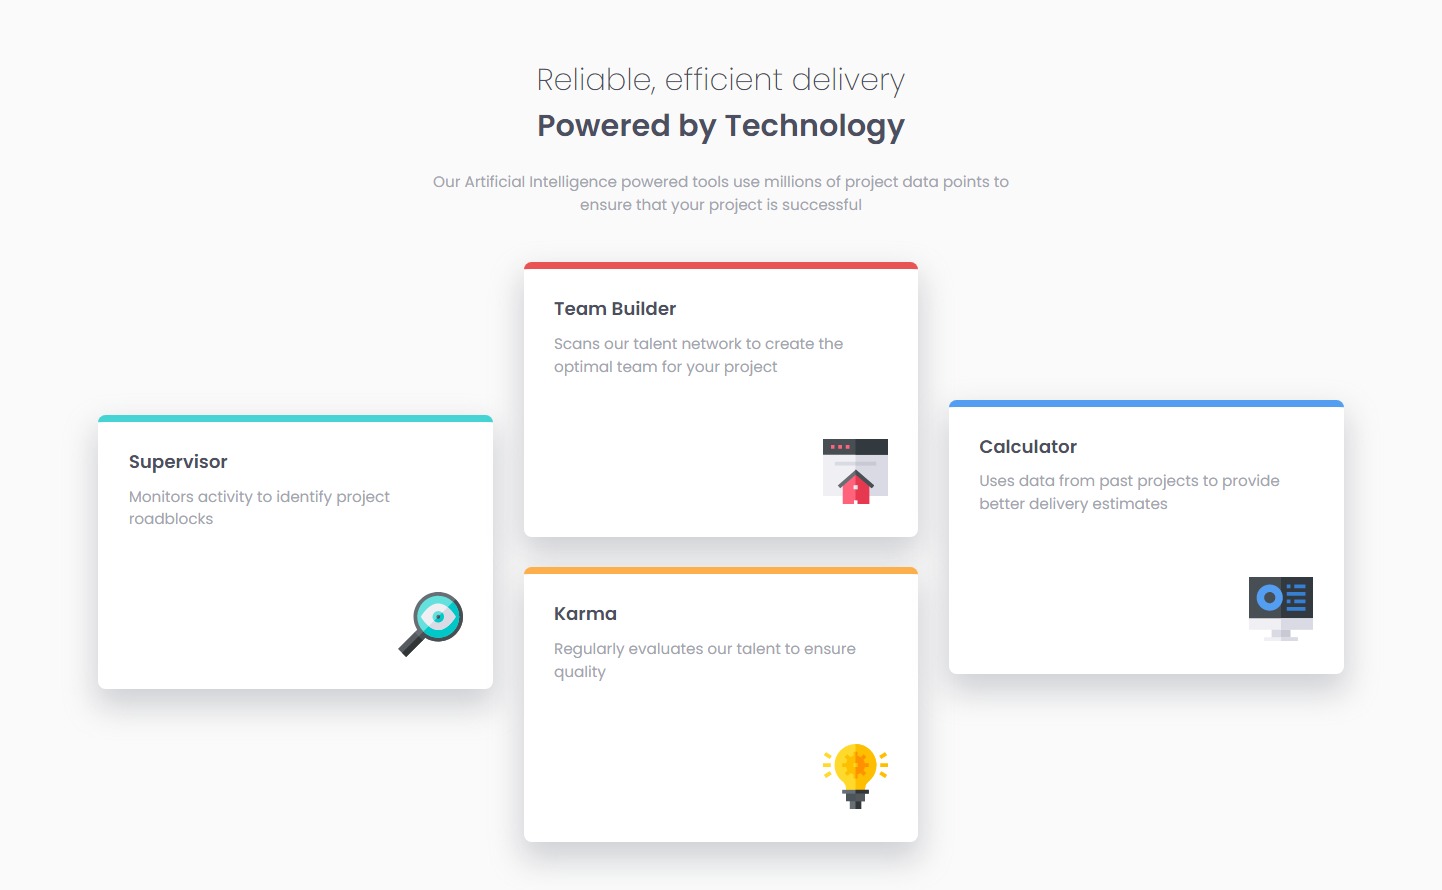 Reliable, efficient delivery
Powered by Technology
Our Artificial Intelligence powered tools use millions of project data points to
ensure that your project is successful
Supervisor
Monitors activity to identify project
roadblocks
Team Builder
Scans our talent network to create the
optimal team for your project
Karma
Regularly evaluates our talent to ensure
quality
Calculator
Uses data from past projects to provide
better delivery estimates